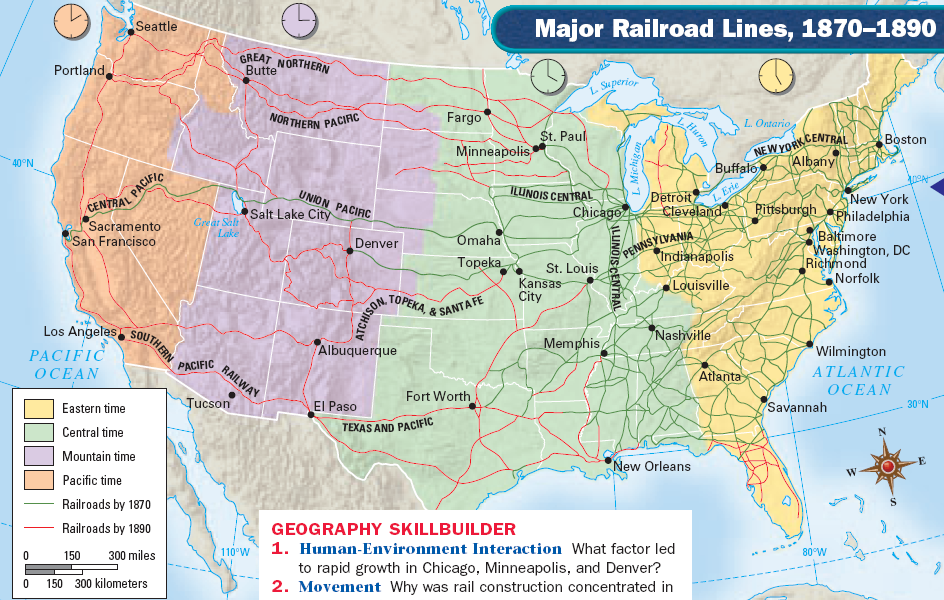 Major Railroad Lines, 1870–1890
Seattle
Portland
GREAT NORTHERN
Butte
NORTHERN PACIFIC
Fargo
St. Paul
Minneapolis
L. Superior
L. Michigan
L. Huron
L. Ontario
L. Erie
NEW YORK CENTRAL
Boston
Albany
Buffalo
40°N
40°N
CENTRAL PACIFIC
UNION PACIFIC
ILLINOIS CENTRAL
Chicago
Detroit
Cleveland
Pittsburgh
New York
Philadelphia
Baltimore
Washington, DC
Richmond
Norfolk
Sacramento
San Francisco
Great Salt
Lake
Salt Lake City
Denver
Omaha
Topeka
Kansas
City
St. Louis
ILLINOIS CENTRAL
PENNSYLVANIA
Indianapolis
Louisville
Los Angeles
SOUTHERN PACIFIC RAILWAY
ATCHISON, TOPEKA, & SANTA FE
Albuquerque
Memphis
Nashville
Wilmington
PACIFIC
OCEAN
ATLANTIC
OCEAN
Atlanta
Tucson
El Paso
Fort Worth
TEXAS AND PACIFIC
Savannah
30°N
New Orleans
N
W
E
S
110°W
80°W
Eastern time
Central time
Mountain time
Pacific time
Railroads by 1870
Railroads by 1890
0 150 300 miles
0 150 300 kilometers
GEOGRAPHY SKILLBUILDER
1. Human-Environment Interaction What factor led
to rapid growth in Chicago, Minneapolis, and Denver?
2. Movement Why was rail construction concentrated in